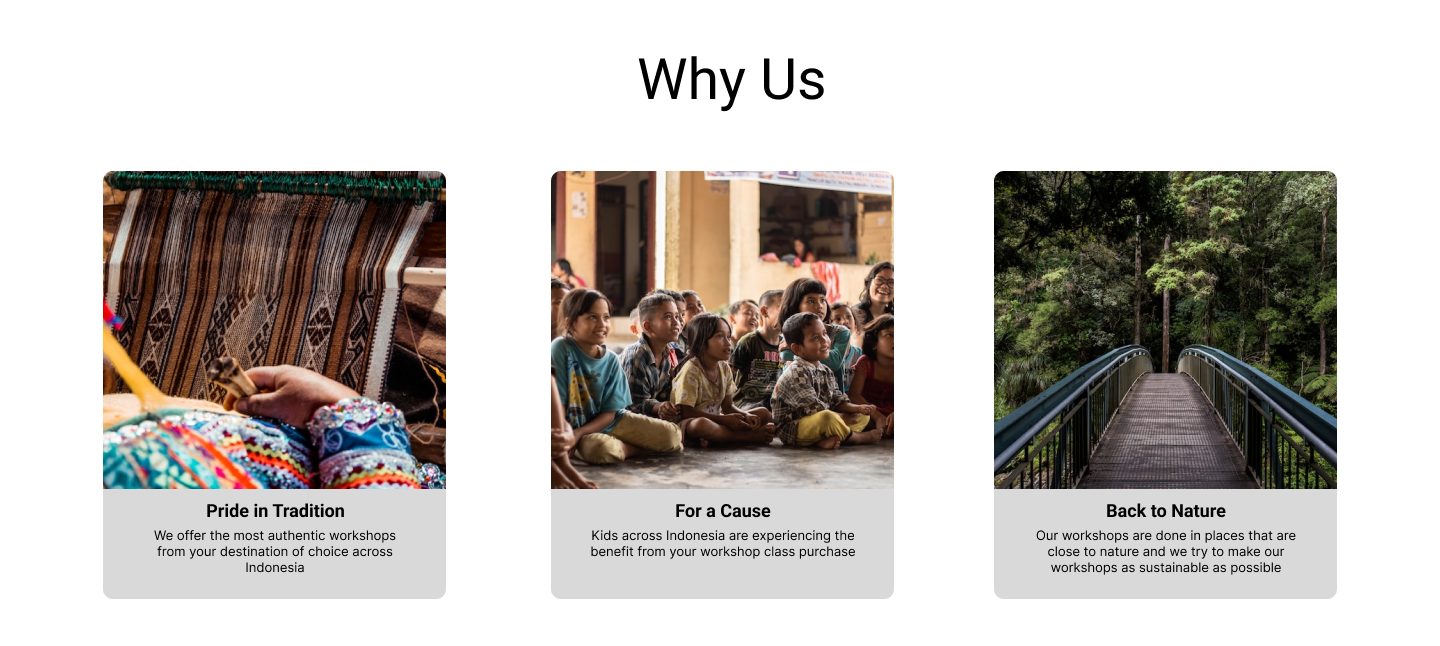 Why Us
Pride in Tradition
We offer the most authentic workshops
from your destination of choice across
Indonesia
For a Cause
Kids across Indonesia are experiencing the
benefit from your workshop class purchase
Back to Nature
Our workshops are done in places that are
close to nature and we try to make our
workshops as sustainable as possible